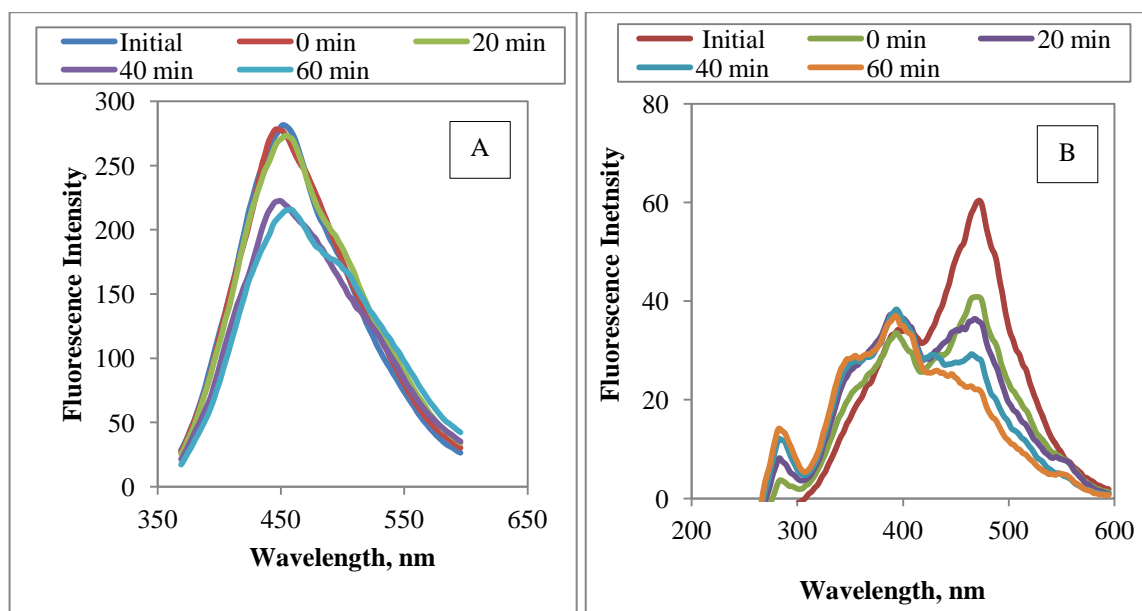 Initial 0 min 20 min
40 min 60 min
300
250
200
150
100
50
0
350 450 550 650
Fluorescence Intensity
Wavelength, nm
A
Initial 0 min 20 min
40 min 60 min
80
60
40
20
0
200 300 400 500 600
Fluorescence Inetnsity
Wavelength, nm
B